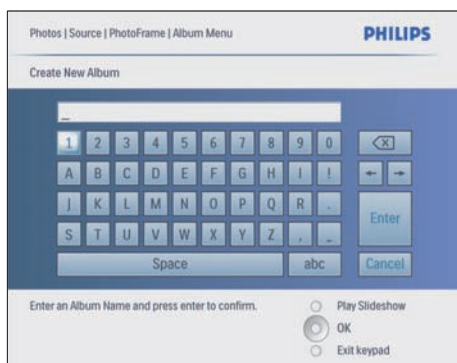 Photos | Source | PhotoFrame | Album Menu PHILIPS
Create New Album
_
1 2 3 4 5 6 7 8 9 0
A B C D E F G H I !
J K L M N O P Q R .
Enter
S T U V W X Y Z , _
Space abc Cancel
Enter an Album Name and press enter to confirm. Play Slideshow
OK
Exit keypad